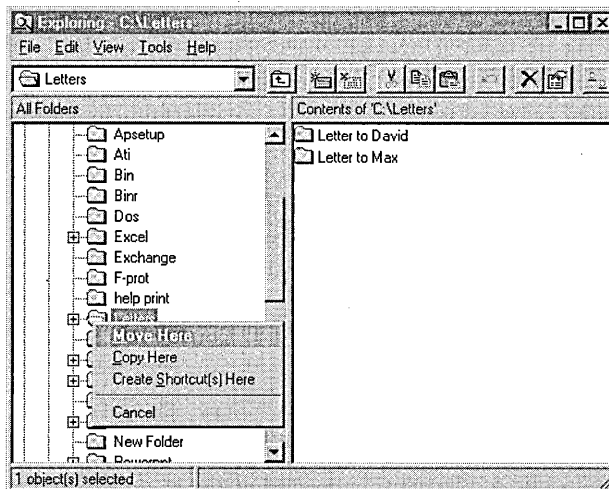 Exploring - C:\Letters
File Edit View Tools Help
Letters
All Folders
Contents of 'C:\Letters'
Apsetup
Ati
Bin
Binr
Dos
Excel
Exchange
F-prot
help print
Letters
Move Here
Copy Here
Create Shortcut(s) Here
Cancel
New Folder
Powerpnt
Letter to David
Letter to Max
1 object(s) selected